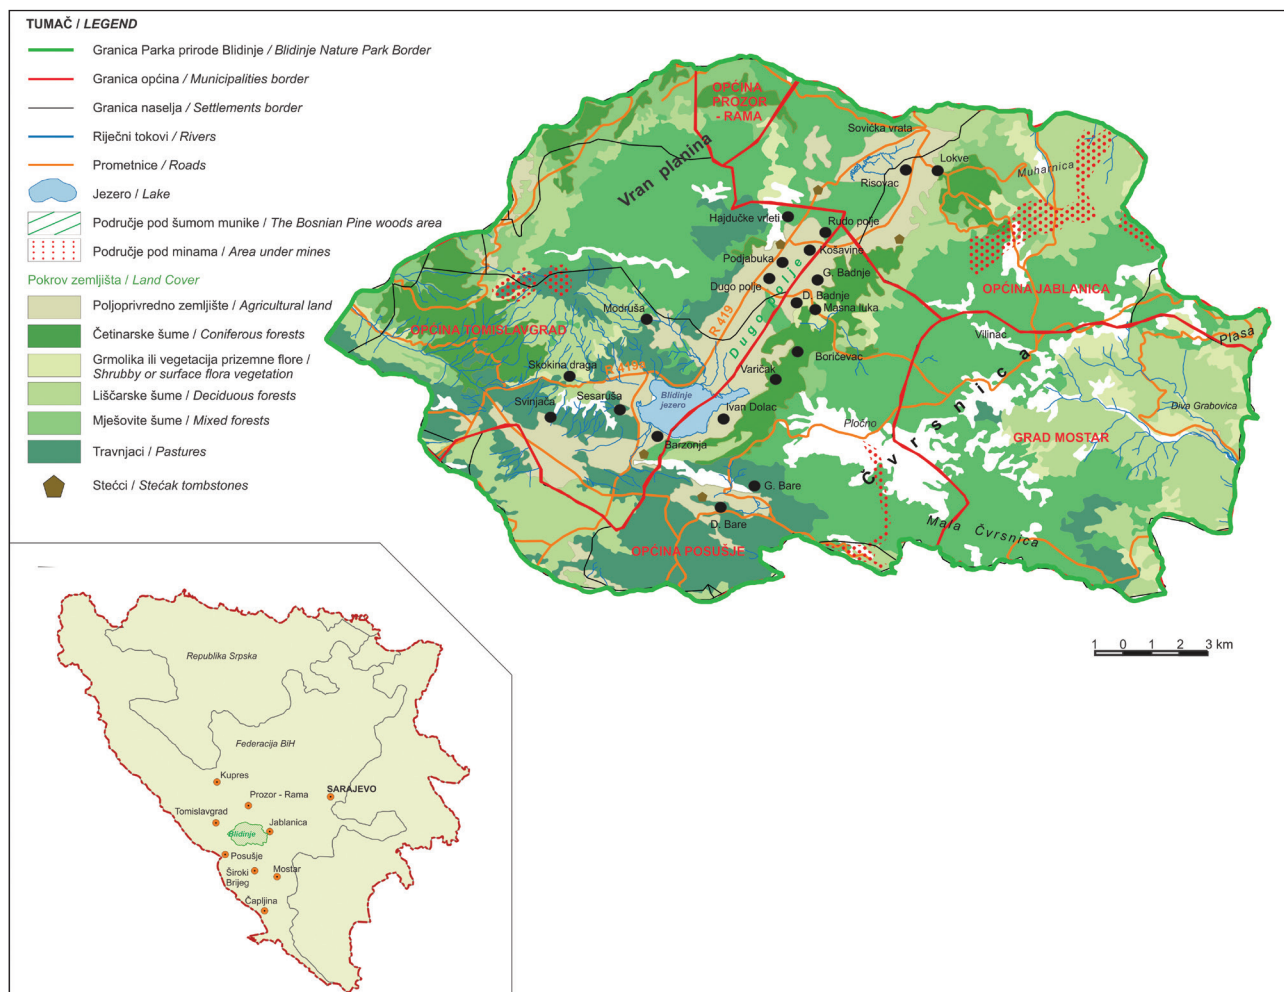 TUMAČ / LEGEND
Granica Parka prirode Blidinje / Blidinje Nature Park Border
Granica općina / Municipalities border
Granica naselja / Settlements border
Riječni tokovi / Rivers
Prometnice / Roads
Jezero / Lake
Područje pod šumom munike / The Bosnian Pine woods area
Područje pod minama / Area under mines
Pokrov zemljišta / Land Cover
Poljoprivredno zemljište / Agricultural land
Četinarske šume / Coniferous forests
Grmolika ili vegetacija prizemne flore /
Shrubby or surface flora vegetation
Liščarske šume / Deciduous forests
Mješovite šume / Mixed forests
Travnjaci / Pastures
Stećci / Stećak tombstones
OPĆINA
PROZOR
- RAMA
Vran planina
Sovička vrata
Lokve
Risovac
Muharnica
Hajdučke vrleti
Rudo polje
Košavine
Podjabuka
G. Badnje
Dugo polje
D. Badnje
Masna luka
Dugo polje
R 419
OPĆINA JABLANICA
OPĆINA TOMISLAVGRAD
Modruša
Vilinac
Plasa
Boričevac
Skokina draga
R 419a
Varičak
Svinjača
Sesaruša
Blidinje
jezero
Ivan Dolac
Diva Grabovica
Pločno
Čvrsnica
GRAD MOSTAR
Barzonja
G. Bare
D. Bare
Mala Čvrsnica
OPĆINA POSUŠJE
1 0 1 2 3 km
Republika Srpska
Federacija BiH
Kupres
SARAJEVO
Prozor - Rama
Tomislavgrad
Jablanica
Blidinje
Posušje
Široki
Brijeg
Mostar
Čapljina